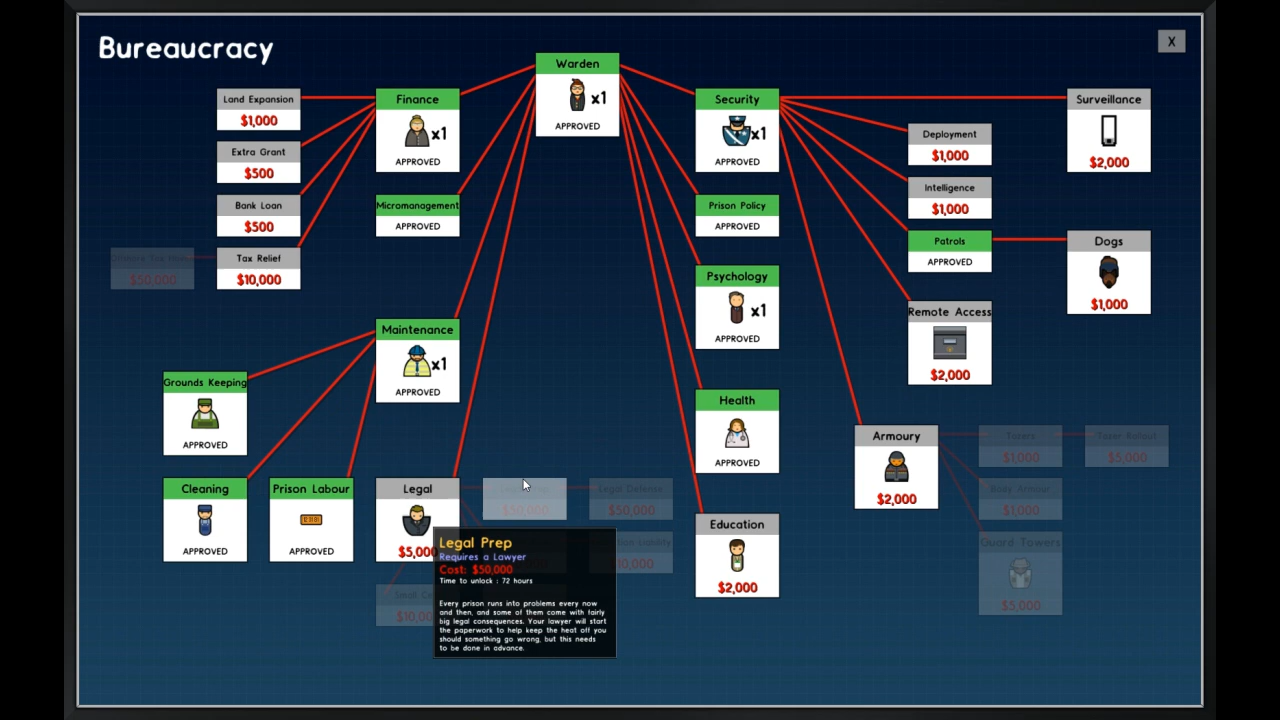 Bureaucracy
X
Warden
x1
APPROVED
Land Expansion
$1,000
Extra Grant
$500
Bank Loan
$500
Tax Relief
$10,000
$50,000
Finance
x1
APPROVED
Micromanagement
APPROVED
Maintenance
x1
APPROVED
Grounds Keeping
APPROVED
Cleaning
APPROVED
Prison Labour
APPROVED
Legal
$5,000
$50,000
Legal Defense
$50,000
Legal Prep
Requires a Lawyer
Cost: $50,000
Time to unlock : 72 hours
Every prison runs into problems every now
and then, and some of them come with fairly
big legal consequences. Your lawyer will start
the paperwork to help keep the heat off you
should something go wrong, but this needs
to be done in advance.
Security
x1
APPROVED
Prison Policy
APPROVED
Psychology
x1
APPROVED
Health
APPROVED
Education
$2,000
Deployment
$1,000
Intelligence
$1,000
Patrols
APPROVED
Remote Access
$2,000
Surveillance
$2,000
Dogs
$1,000
Armoury
$2,000
Tazers
$1,000
Tazer Rollout
$5,000
Body Armour
$1,000
Guard Towers
$5,000